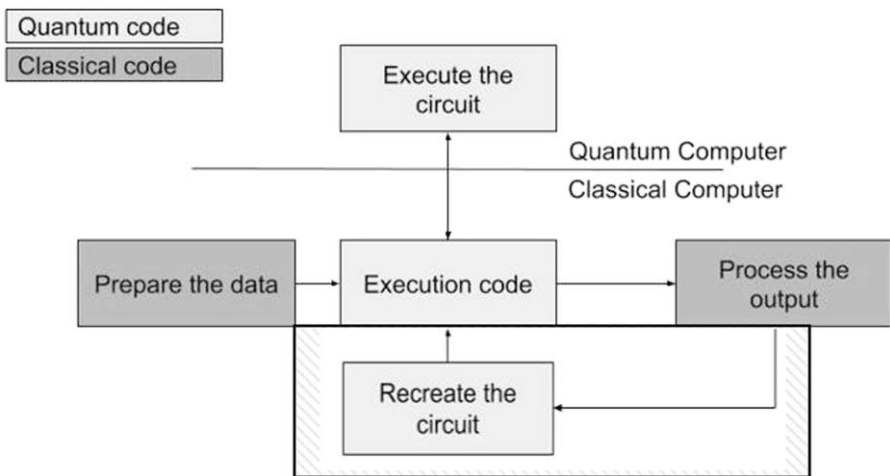 Quantum code
Classical code
Execute the
circuit
Quantum Computer
Classical Computer
Prepare the data
Execution code
Process the
output
Recreate the
circuit